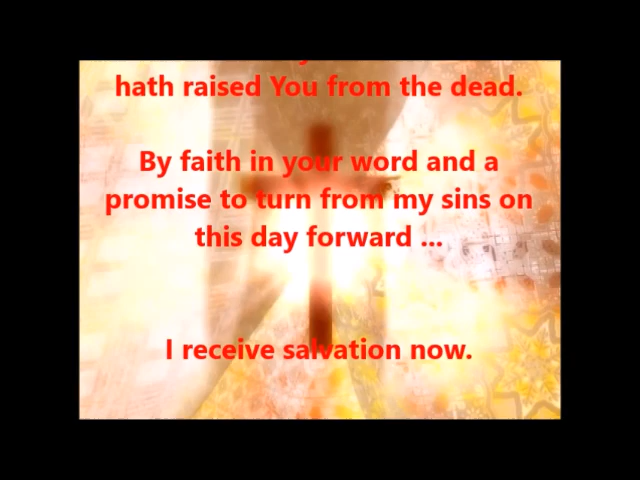 hath raised You from the dead.
By faith in your word and a
promise to turn from my sins on
this day forward ...
I receive salvation now.